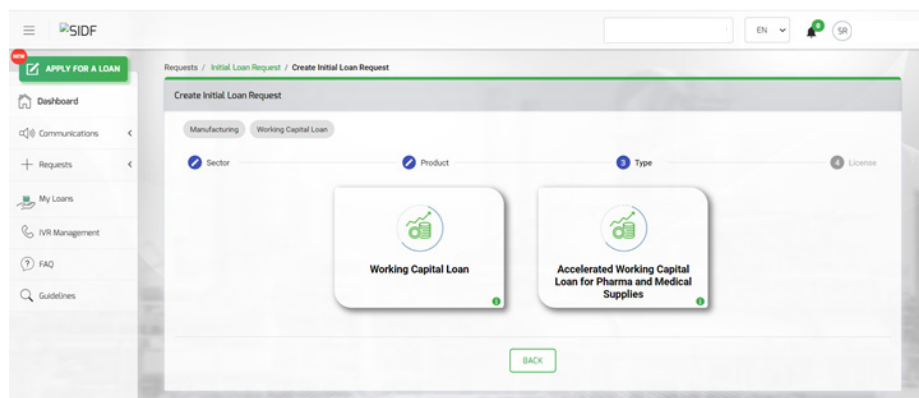 SIDF
EN
0
SR
NEW
APPLY FOR A LOAN
Dashboard
Communications
Requests
My Loans
IVR Management
FAQ
Guidelines
Requests / Initial Loan Request / Create Initial Loan Request
Create Initial Loan Request
Manufacturing Working Capital Loan
Sector Product 3 Type 4 License
Working Capital Loan
Accelerated Working Capital
Loan for Pharma and Medical
Supplies
BACK